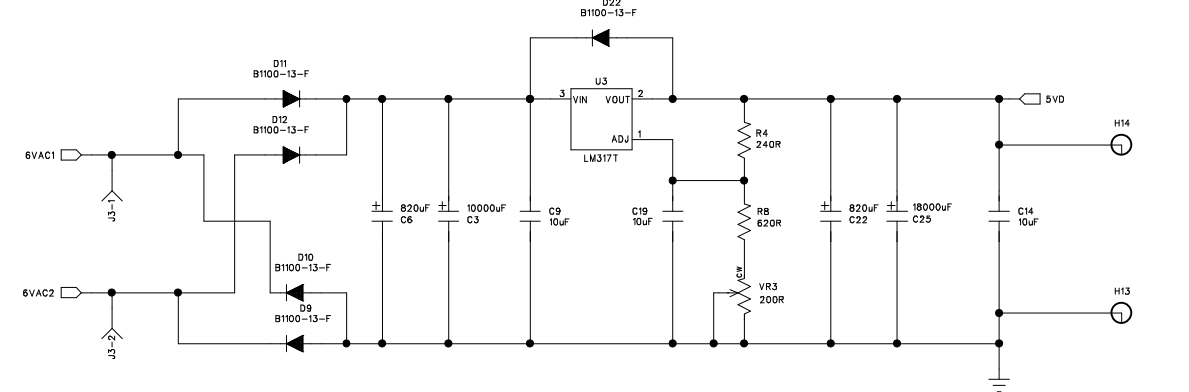 D22
B1100-13-F
D11
B1100-13-F
U3
3 VIN VOUT 2
5VD
D12
B1100-13-F
H14
ADJ 1
R4
240R
6VAC1
LM317T
J3-1
+ 820uF
C6
+ 10000uF
C3
C9
10uF
C19
10uF
R8
620R
+ 820uF
C22
+ 18000uF
C25
C14
10uF
D10
B1100-13-F
CW
VR3
200R
6VAC2
H13
D9
B1100-13-F
J3-2